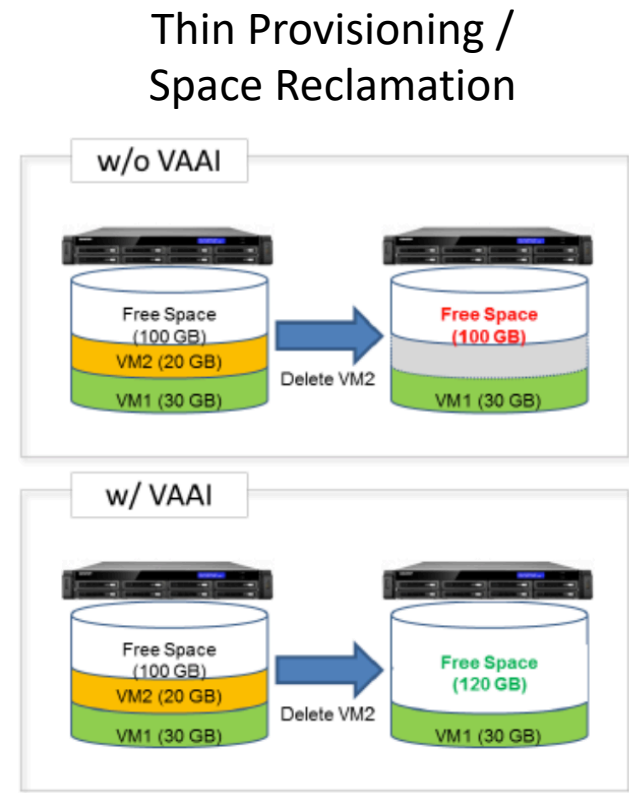 Thin Provisioning /
Space Reclamation
w/o VAAI
Free Space
(100 GB)
VM2 (20 GB)
VM1 (30 GB)
Delete VM2
Free Space
(100 GB)
VM1 (30 GB)
w/ VAAI
Free Space
(100 GB)
VM2 (20 GB)
VM1 (30 GB)
Delete VM2
Free Space
(120 GB)
VM1 (30 GB)